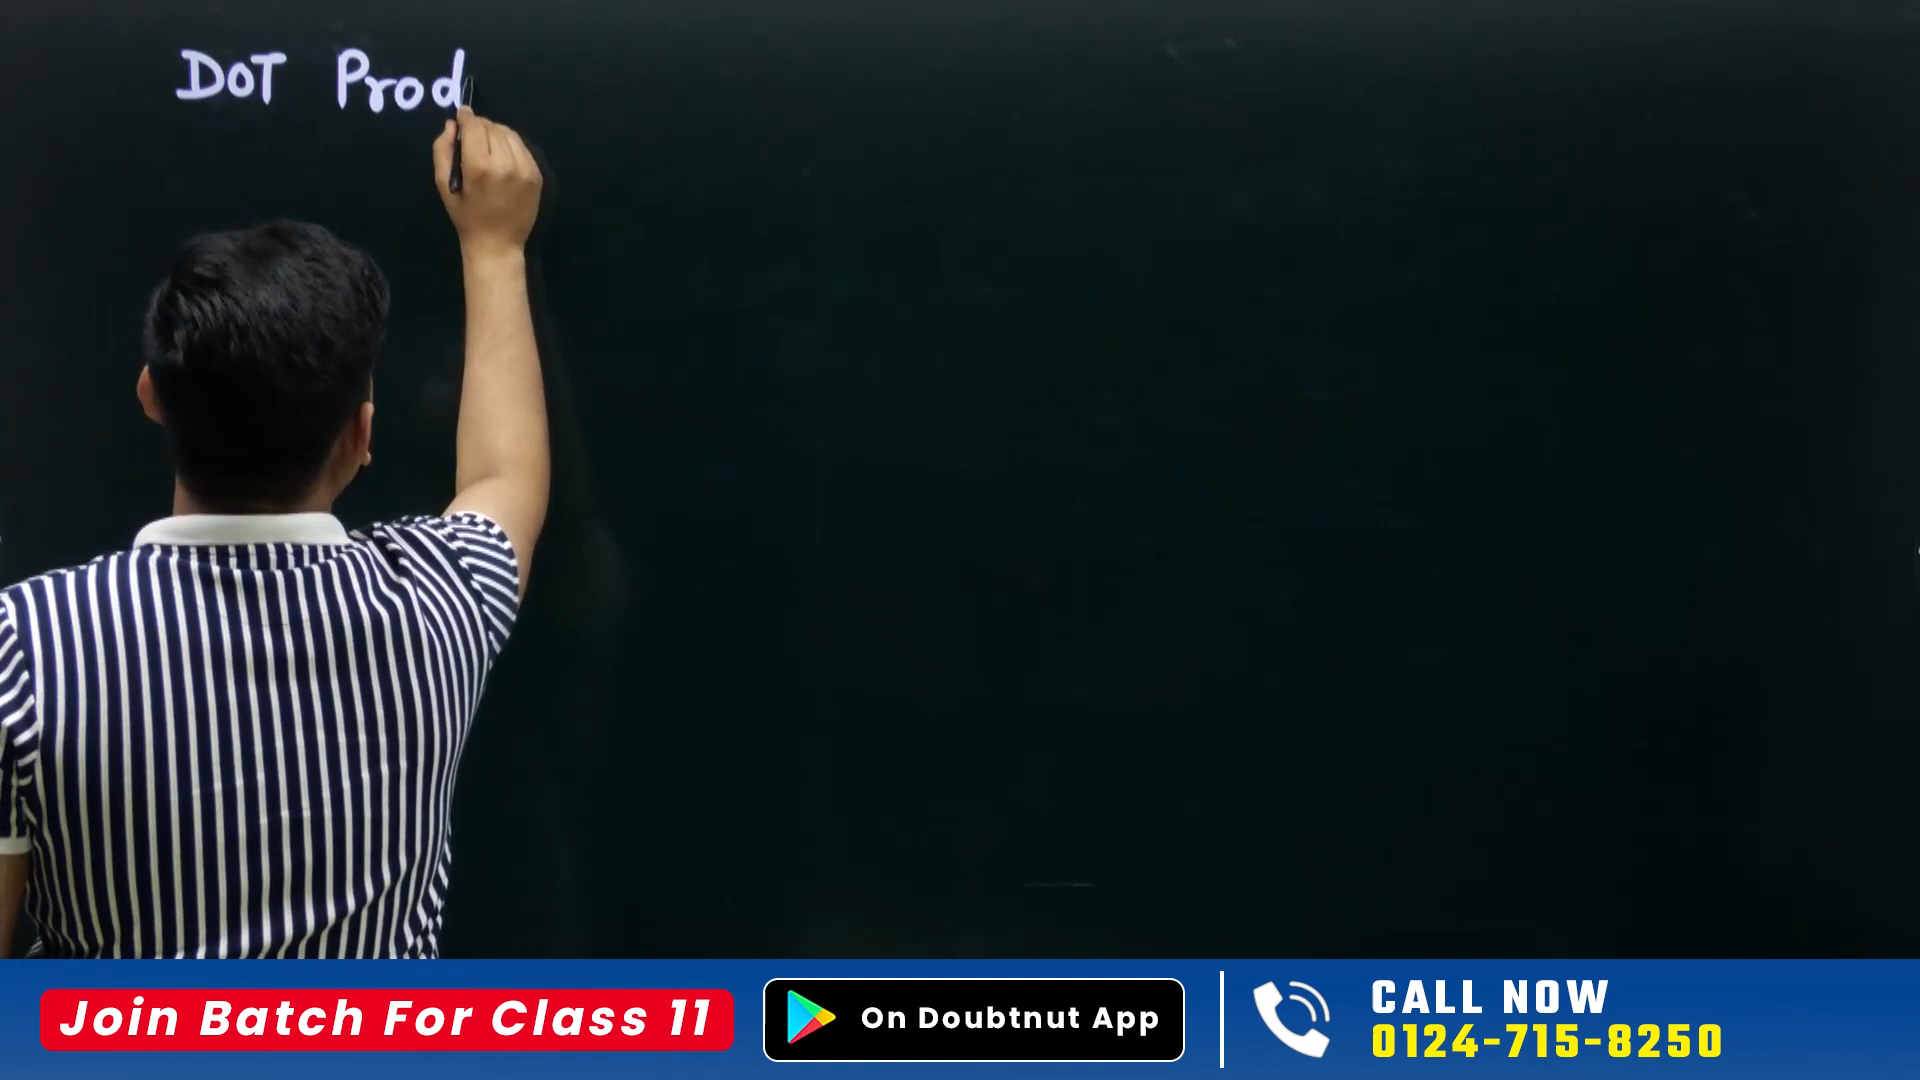 DOT Prod
Join Batch For Class 11
On Doubtnut App
CALL NOW
0124-715-8250